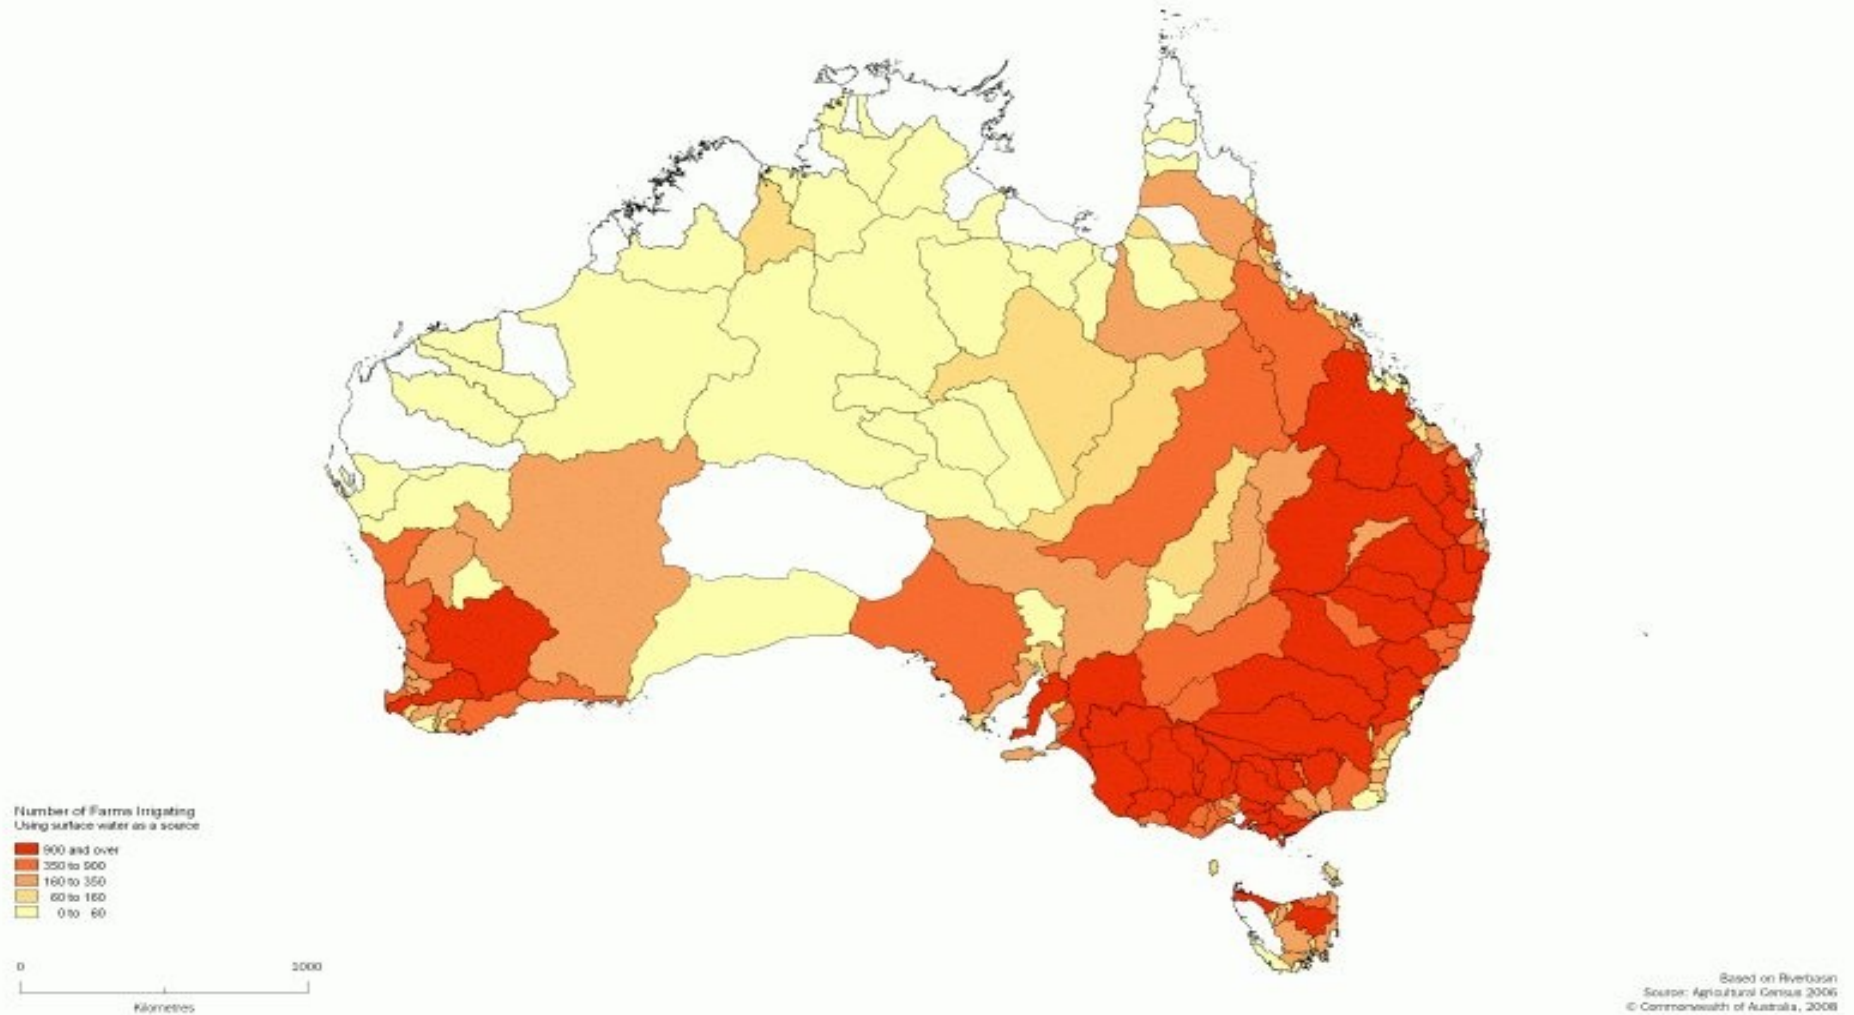 Number of Farms Irrigating
Using surface water as a source
900 and over
350 to 900
160 to 350
60 to 160
0 to 60
0
1000
Kilometres
Based on Riverbasin
Source: Agricultural Census 2006
© Commonwealth of Australia, 2008